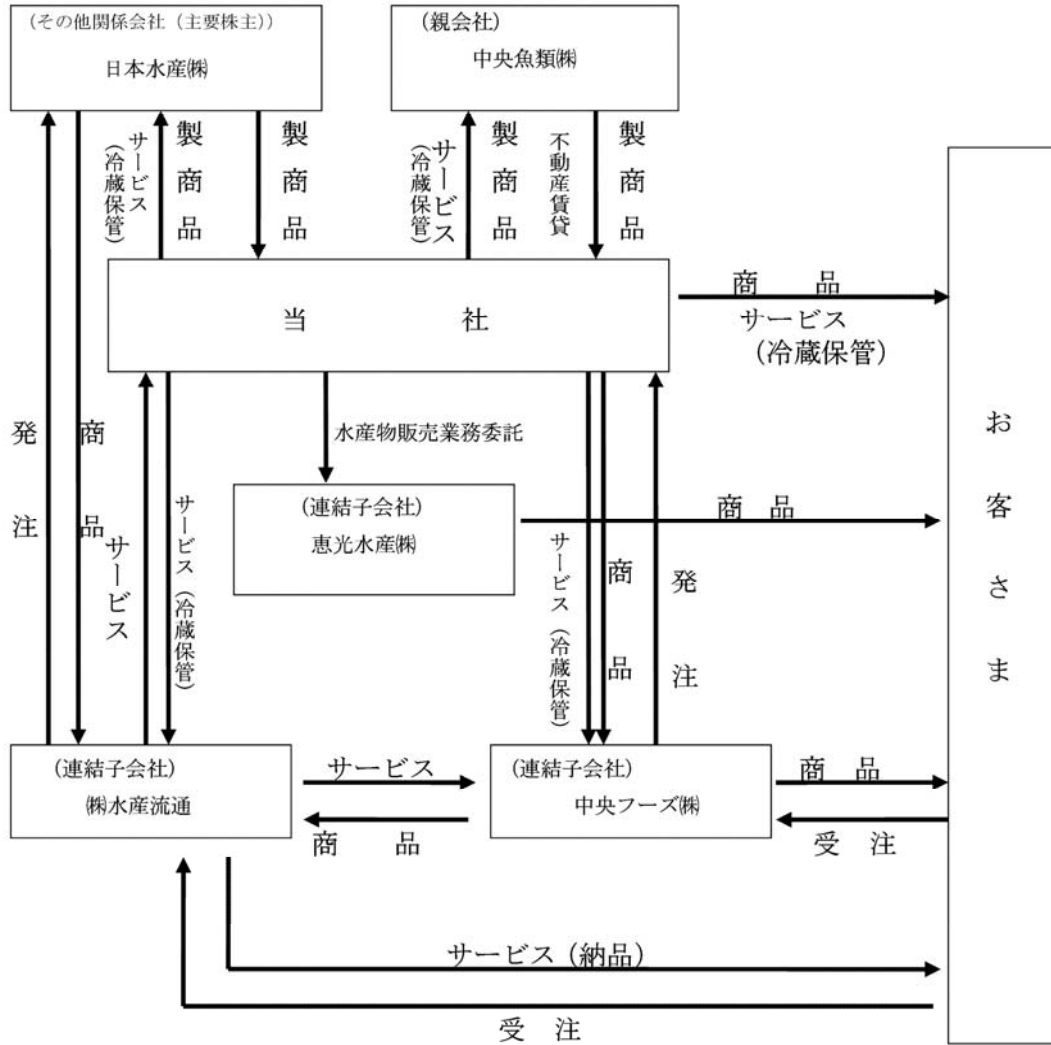 (その他関係会社(主要株主))
日本水産㈱
(親会社)
中央魚類㈱
サービス
(冷蔵保管)
製商品
製商品
サービス
(冷蔵保管)
製商品
不動産賃貸
製商品
当社
商品
サービス
(冷蔵保管)
発注
商品
サービス
サービス(冷蔵保管)
水産物販売業務委託
(連結子会社)
恵光水産㈱
商品
サービス(冷蔵保管)
商品
発注
お客さま
(連結子会社)
㈱水産流通
サービス
商品
(連結子会社)
中央フーズ㈱
商品
受注
サービス(納品)
受注